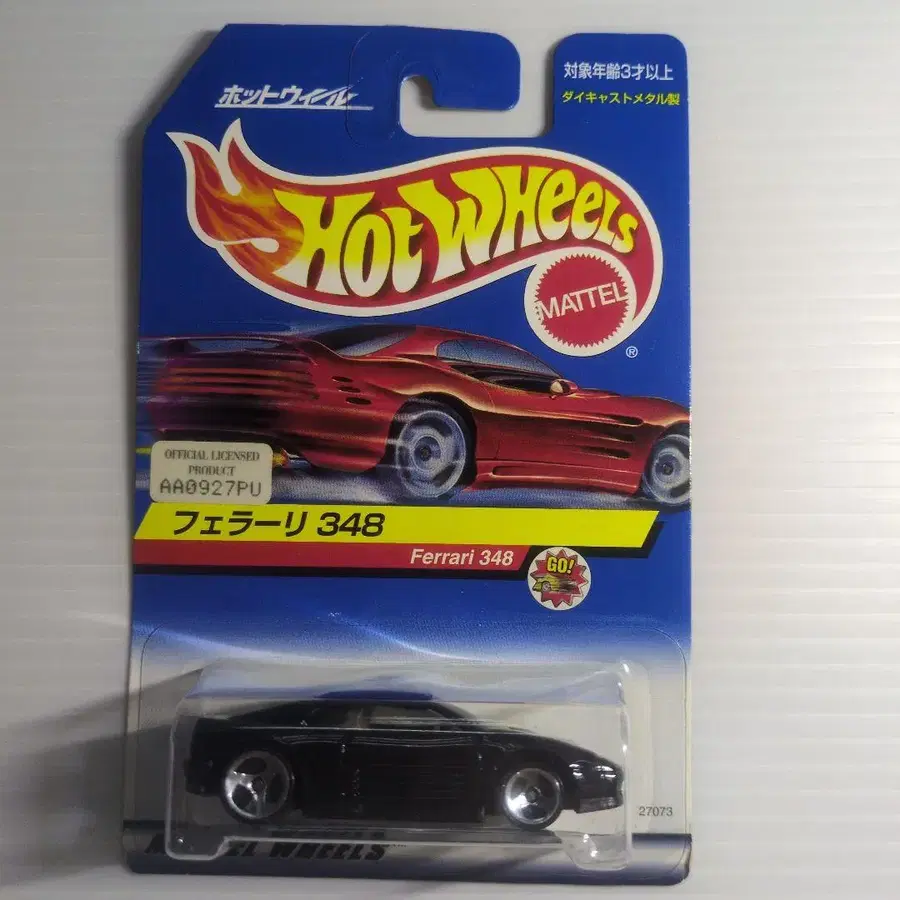 ホットウィール
対象年齢3才以上
ダイキャストメタル製
HOT WHEELS
MATTEL
®
OFFICIAL LICENSED
PRODUCT
AA0927PU
フェラーリ 348
Ferrari 348
GO!
27073
WHEELS